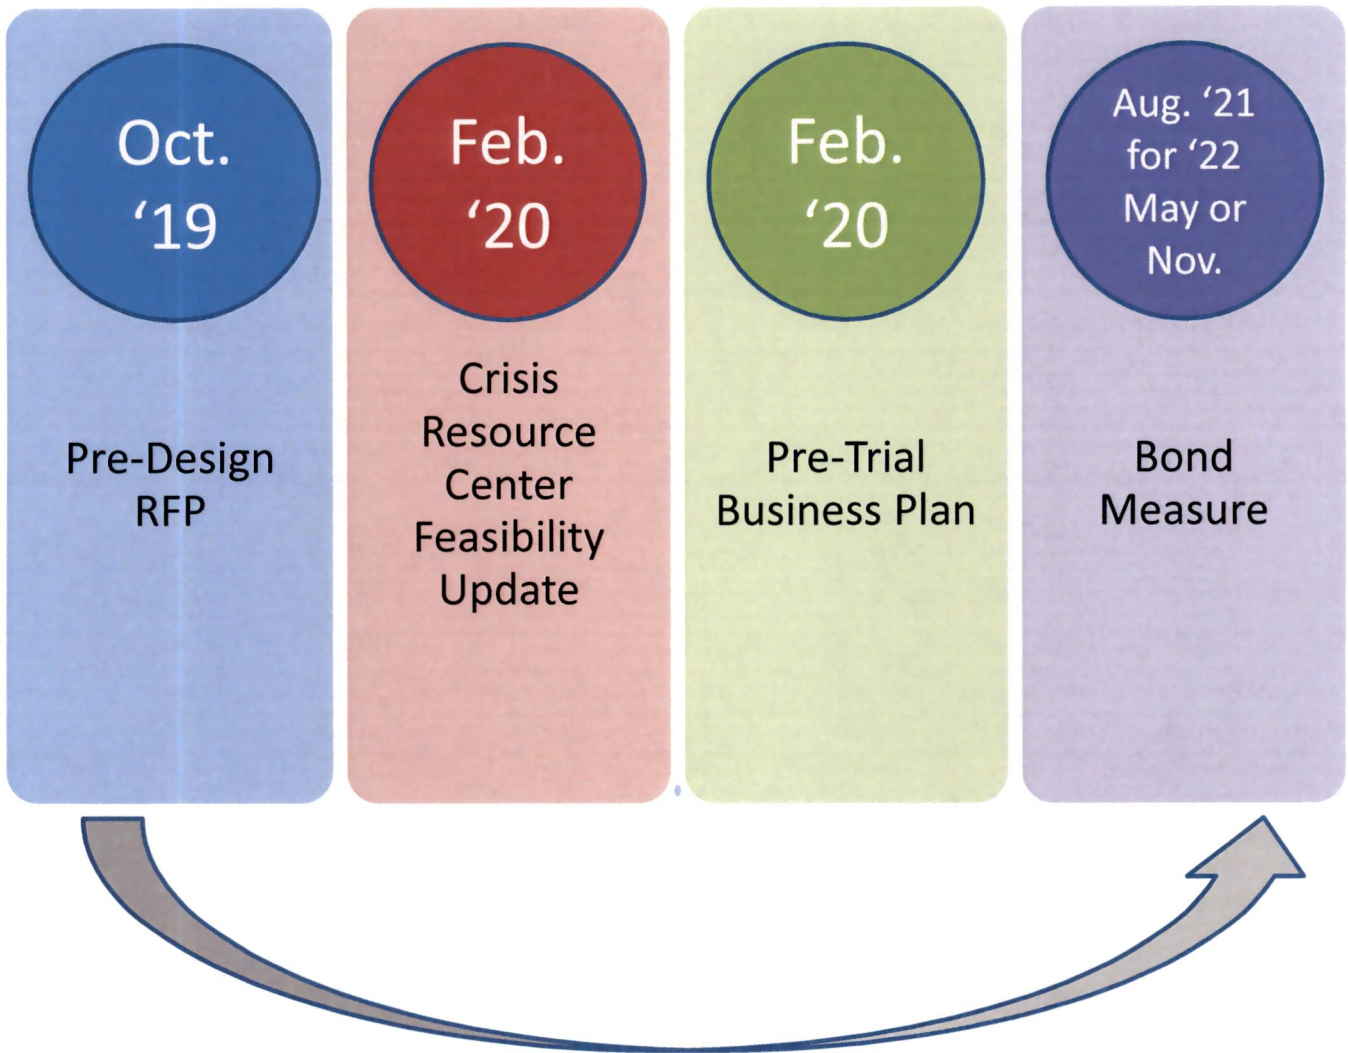 Oct.
‘19
Pre-Design
RFP
Feb.
‘20
Crisis
Resource
Center
Feasibility
Update
Feb.
‘20
Pre-Trial
Business Plan
Aug. ‘21
for ‘22
May or
Nov.
Bond
Measure